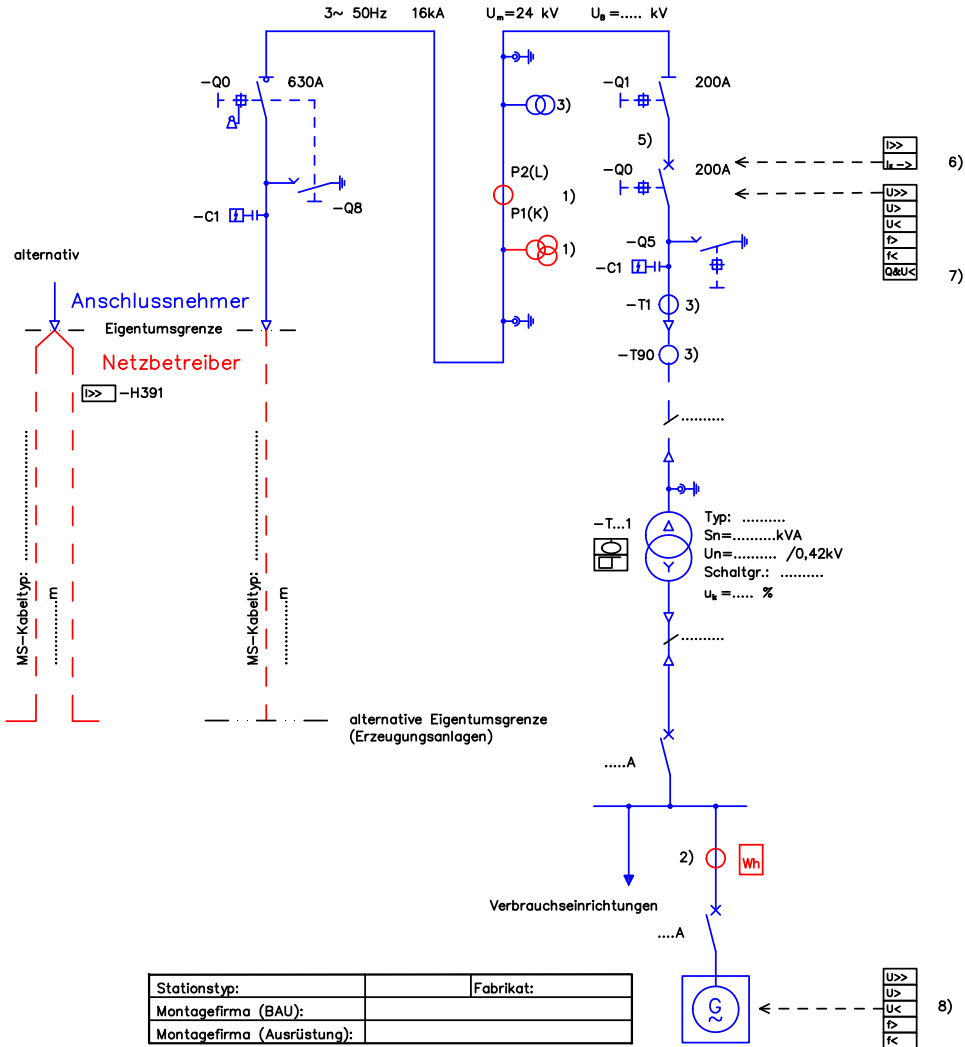 3~ 50Hz 16kA Um=24 kV UB=..... kV
-Q0 630A
-Q1 200A
3)
5)
I>>
Ik-->
6)
P2(L)
-Q0 200A
1)
P1(K)
-Q8
-C1
U>>
U>
U<
f>
f<
Q&U<
7)
-Q5
1)
-C1
alternativ
Anschlussnehmer
-T1 3)
Eigentumsgrenze
Netzbetreiber
-T90 3)
I>> -H391
..........
MS-Kabeltyp: ..............................
............m
MS-Kabeltyp: ..............................
............m
-T...1
Typ: ..........
Sn=..........kVA
Un=.......... /0,42kV
Schaltgr.: ..........
uk=..... %
..........
alternative Eigentumsgrenze
(Erzeugungsanlagen)
.....A
2)
Wh
Verbrauchseinrichtungen
....A
G
~
U>>
U>
U<
f>
f<
8)
Stationstyp: Fabrikat:
Montagefirma (BAU):
Montagefirma (Ausrüstung):